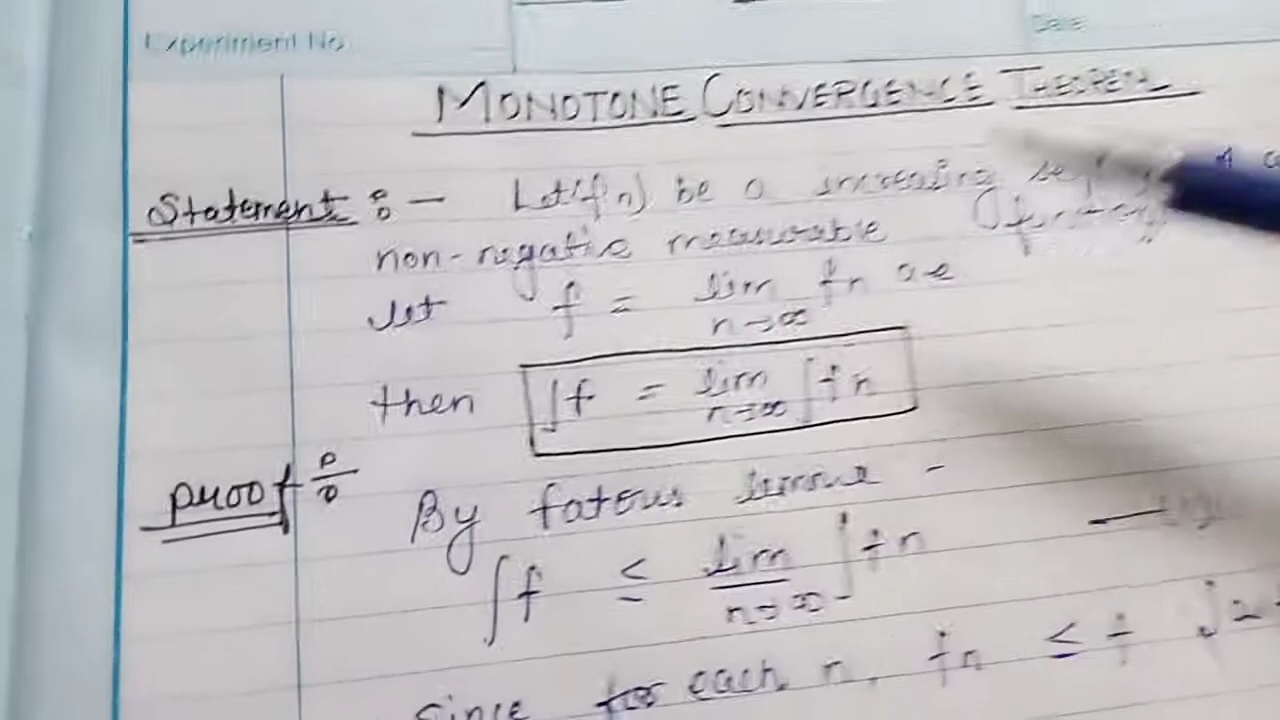 Experiment No.
Date
MONOTONE CONVERGENCE THEOREM
Statement :- Let (fn) be a increasing
non-negative measurable
let f = lim fn a.e
n→∞
then ∫f = lim ∫fn
n→∞
proof :
By fatous lemma -
∫f ≤ lim ∫fn
n→∞
Since for each n, fn ≤ f